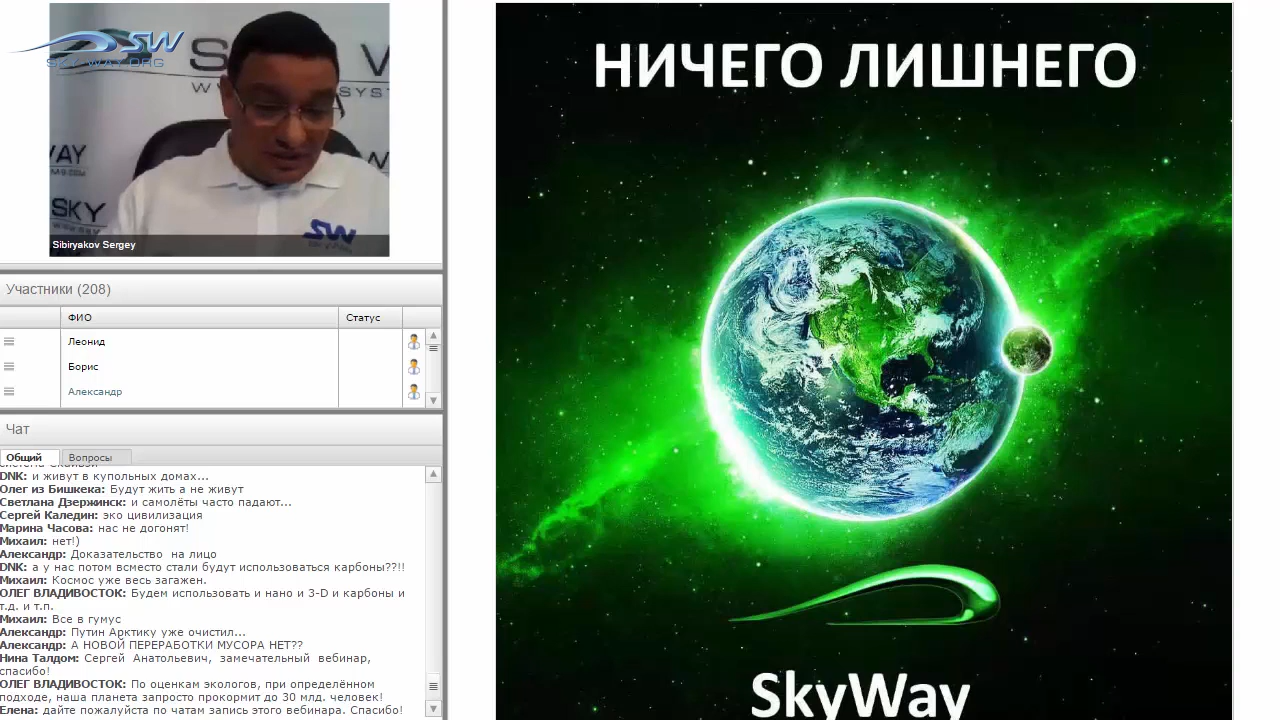 SW
SKY WAY.ORG
SKY
Sibiryakov Sergey
НИЧЕГО ЛИШНЕГО
SkyWay
Участники (208)
ФИО
Статус
Леонид
Борис
Александр
Чат
Общий
Вопросы
DNK: и живут в купольных домах...
Олег из Бишкека: Будут жить а не живут
Светлана Дзержинск: и самолёты часто падают...
Сергей Каледин: эко цивилизация
Марина Часова: нас не догонят!
Михаил: нет!)
Александр: Доказательство на лицо
DNK: а у нас потом всместо стали будут использоваться карбоны??!!
Михаил: Космос уже весь загажен.
ОЛЕГ ВЛАДИВОСТОК: Будем использовать и нано и 3-D и карбоны и
т.д. и т.п.
Михаил: Все в гумус
Александр: Путин Арктику уже очистил...
Александр: А НОВОЙ ПЕРЕРАБОТКИ МУСОРА НЕТ??
Нина Талдом: Сергей Анатольевич, замечательный вебинар,
спасибо!
ОЛЕГ ВЛАДИВОСТОК: По оценкам экологов, при определённом
подходе, наша планета запросто прокормит до 30 млд. человек!
Елена: дайте пожалуйста по чатам запись этого вебинара. Спасибо!